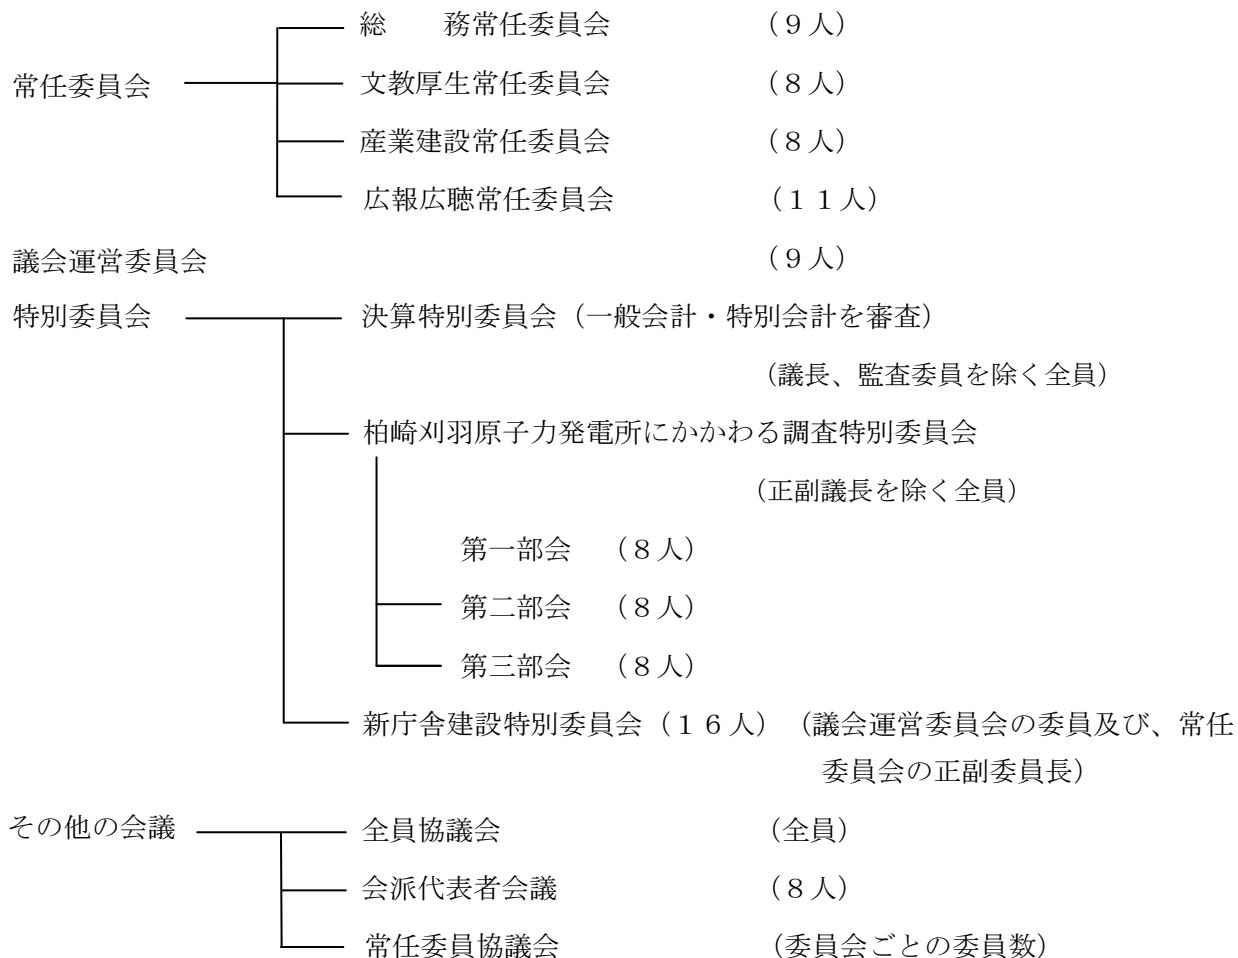 総　　務常任委員会　（９人）
常任委員会　文教厚生常任委員会　（８人）
産業建設常任委員会　（８人）
広報広聴常任委員会　（１１人）
議会運営委員会　（９人）
特別委員会　決算特別委員会（一般会計・特別会計を審査）
（議長、監査委員を除く全員）
柏崎刈羽原子力発電所にかかわる調査特別委員会
（正副議長を除く全員）
第一部会　（８人）
第二部会　（８人）
第三部会　（８人）
新庁舎建設特別委員会（１６人）（議会運営委員会の委員及び、常任
委員会の正副委員長）
その他の会議　全員協議会　（全員）
会派代表者会議　（８人）
常任委員協議会　（委員会ごとの委員数）